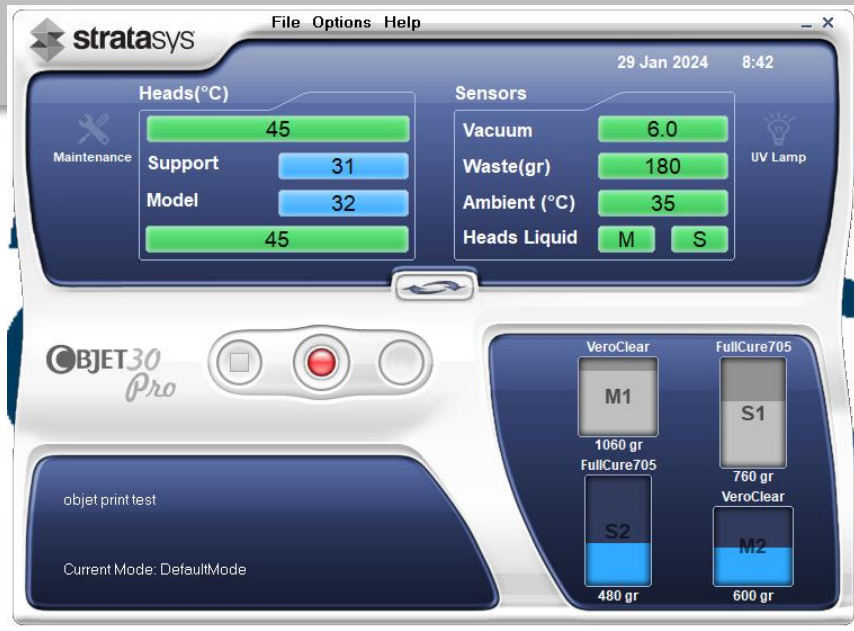 stratasys
File Options Help
29 Jan 2024 8:42
Heads(°C)
45
Support 31
Model 32
45
Maintenance
Sensors
Vacuum 6.0
Waste(gr) 180
Ambient (°C) 35
Heads Liquid M S
UV Lamp
OBJET30
Pro
objet print test
Current Mode: DefaultMode
VeroClear
M1
1060 gr
FullCure705
S1
760 gr
FullCure705
S2
480 gr
VeroClear
M2
600 gr